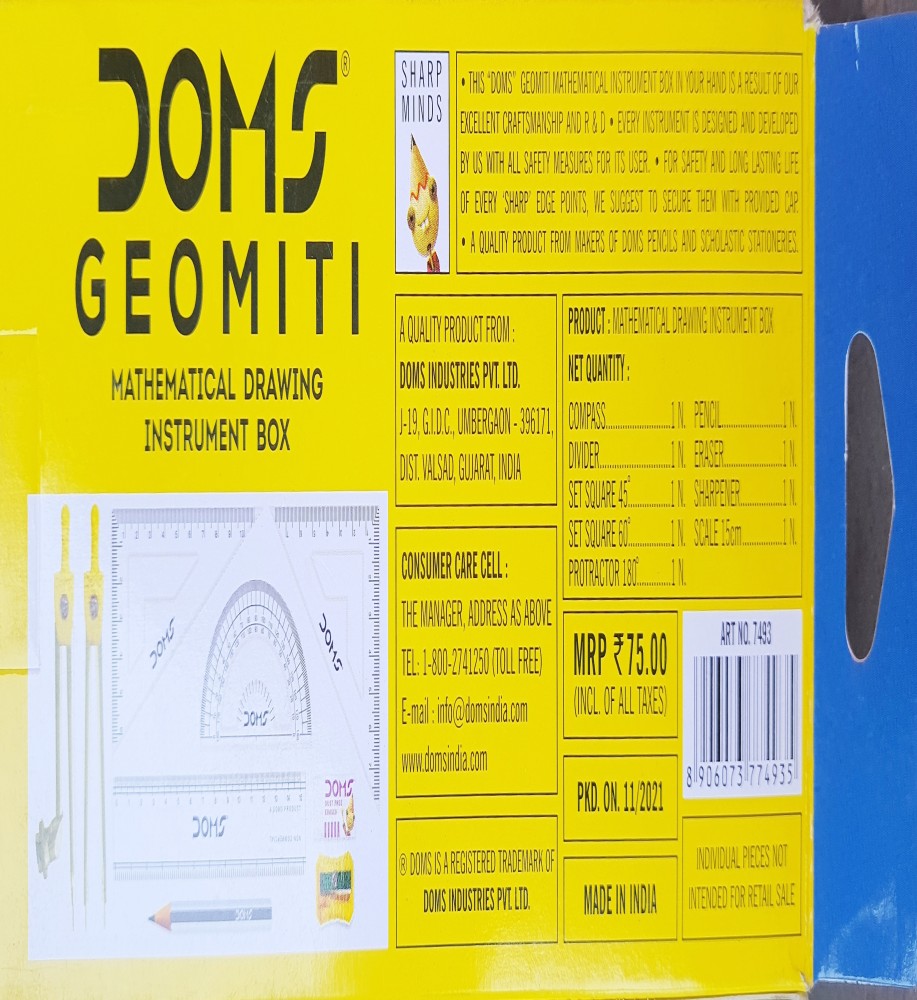 DOMS®
GEOMITI
MATHEMATICAL DRAWING
INSTRUMENT BOX
DOMS
DOMS
DOMS
DOMS
DOMS
DOMS
SHARP
MINDS
• THIS "DOMS" GEOMITI MATHEMATICAL INSTRUMENT BOX IN YOUR HAND IS A RESULT OF OUR
EXCELLENT CRAFTSMANSHIP AND R & D • EVERY INSTRUMENT IS DESIGNED AND DEVELOPED
BY US WITH ALL SAFETY MEASURES FOR ITS USER. • FOR SAFETY AND LONG LASTING LIFE
OF EVERY 'SHARP' EDGE POINTS, WE SUGGEST TO SECURE THEM WITH PROVIDED CAP.
• A QUALITY PRODUCT FROM MAKERS OF DOMS PENCILS AND SCHOLASTIC STATIONERIES.
A QUALITY PRODUCT FROM :
DOMS INDUSTRIES PVT. LTD.
J-19, G.I.D.C., UMBERGAON - 396171,
DIST. VALSAD, GUJARAT, INDIA
CONSUMER CARE CELL :
THE MANAGER, ADDRESS AS ABOVE
TEL: 1-800-2741250 (TOLL FREE)
E-mail : info@domsindia.com
www.domsindia.com
® DOMS IS A REGISTERED TRADEMARK OF
DOMS INDUSTRIES PVT. LTD.
PRODUCT : MATHEMATICAL DRAWING INSTRUMENT BOX
NET QUANTITY :
COMPASS....................1 N. PENCIL....................1 N.
DIVIDER....................1 N. ERASER....................1 N.
SET SQUARE 45°............1 N. SHARPENER...............1 N.
SET SQUARE 60°............1 N. SCALE 15cm..............1 N.
PROTRACTOR 180°..........1 N.
MRP ₹75.00
(INCL. OF ALL TAXES)
PKD. ON. 11/2021
MADE IN INDIA
ART NO. 7493
8 906073 774935
INDIVIDUAL PIECES NOT
INTENDED FOR RETAIL SALE